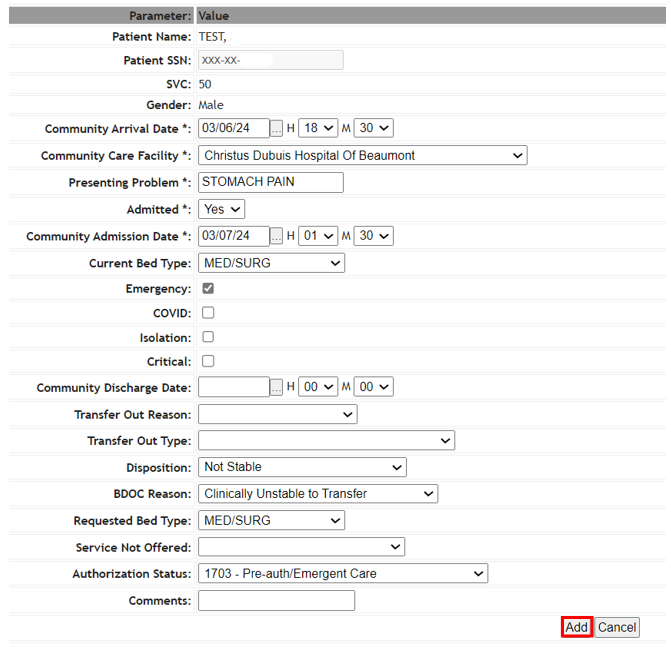 Parameter: Value
Patient Name: TEST,
Patient SSN: xxx-xx-
SVC: 50
Gender: Male
Community Arrival Date *: 03/06/24 ... H 18 M 30
Community Care Facility *: Christus Dubuis Hospital Of Beaumont
Presenting Problem *: STOMACH PAIN
Admitted *: Yes
Community Admission Date *: 03/07/24 ... H 01 M 30
Current Bed Type: MED/SURG
Emergency:
COVID:
Isolation:
Critical:
Community Discharge Date: ... H 00 M 00
Transfer Out Reason:
Transfer Out Type:
Disposition: Not Stable
BDOC Reason: Clinically Unstable to Transfer
Requested Bed Type: MED/SURG
Service Not Offered:
Authorization Status: 1703 - Pre-auth/Emergent Care
Comments:
Add Cancel